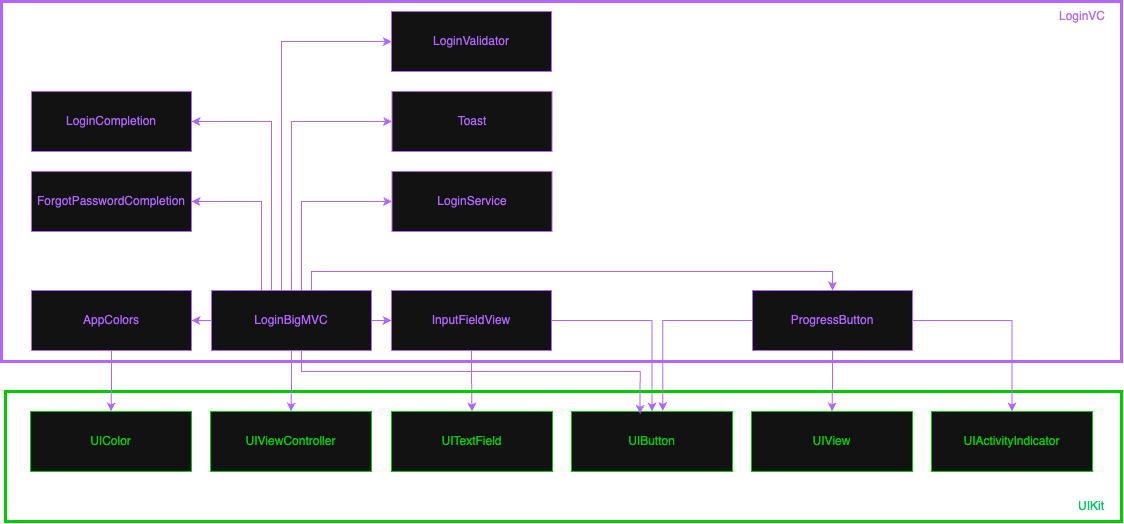 LoginVC
LoginValidator
LoginCompletion
Toast
ForgotPasswordCompletion
LoginService
AppColors
LoginBigMVC
InputFieldView
ProgressButton
UIColor
UIViewController
UITextField
UIButton
UIView
UIActivityIndicator
UIKit